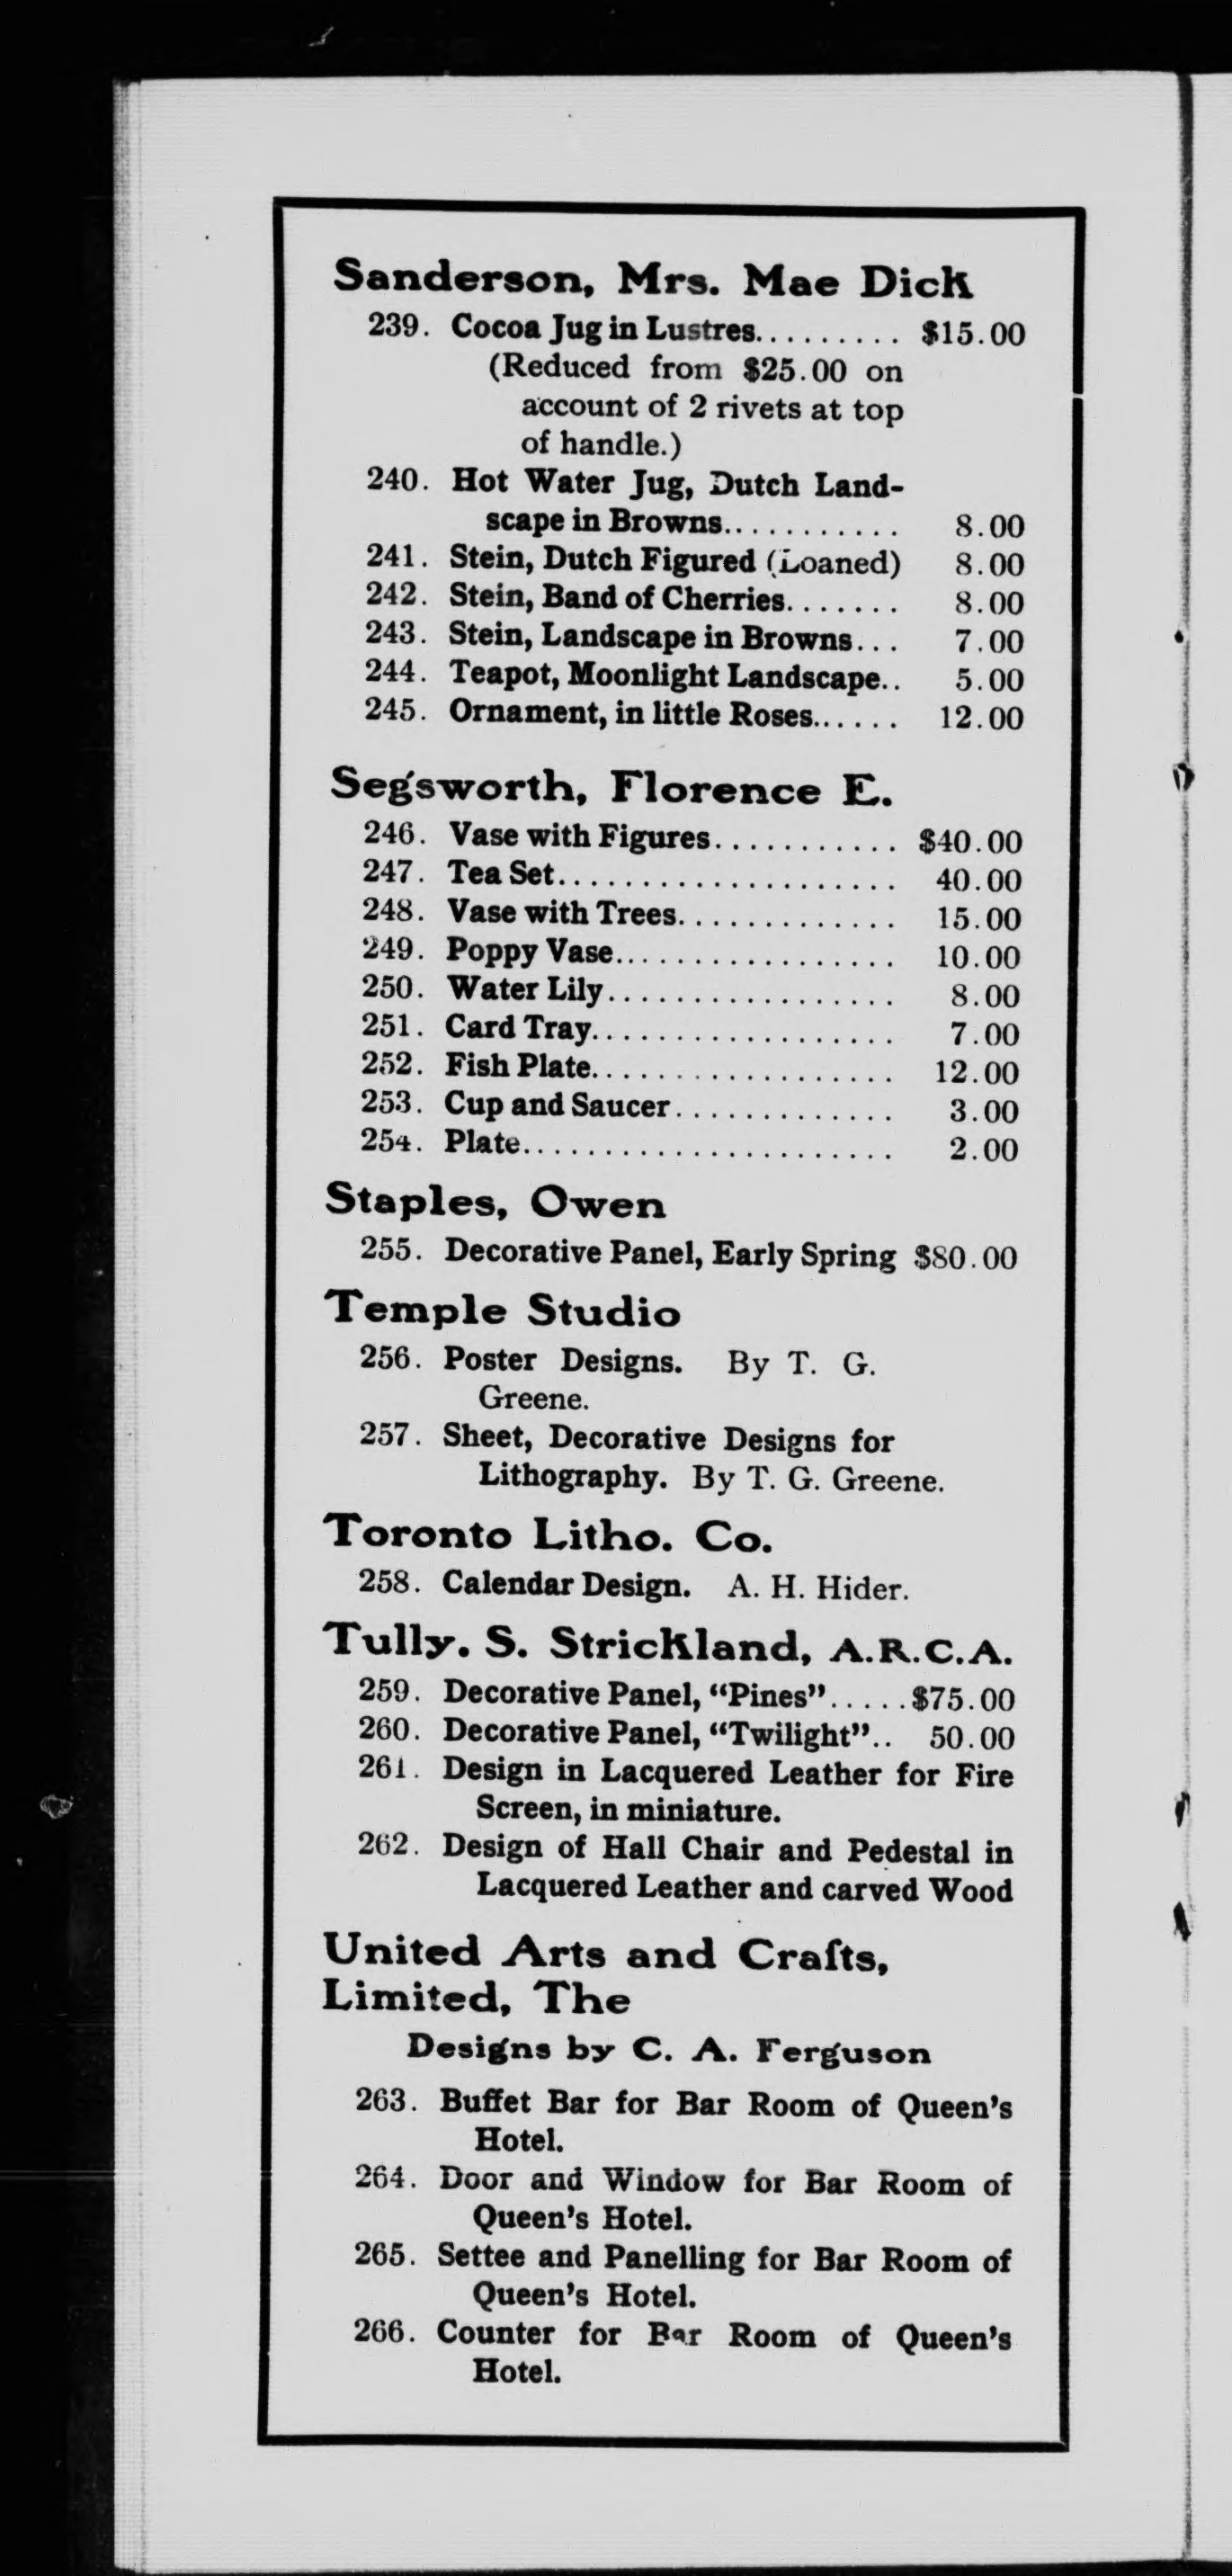 Sanderson, Mrs. Mae Dick
239. Cocoa Jug in Lustres......... $15.00
(Reduced from $25.00 on
account of 2 rivets at top
of handle.)
240. Hot Water Jug, Dutch Land-
scape in Browns........... 8.00
241. Stein, Dutch Figured (Loaned) 8.00
242. Stein, Band of Cherries....... 8.00
243. Stein, Landscape in Browns... 7.00
244. Teapot, Moonlight Landscape.. 5.00
245. Ornament, in little Roses...... 12.00
Segsworth, Florence E.
246. Vase with Figures........... $40.00
247. Tea Set..................... 40.00
248. Vase with Trees............. 15.00
249. Poppy Vase................. 10.00
250. Water Lily................. 8.00
251. Card Tray.................. 7.00
252. Fish Plate.................. 12.00
253. Cup and Saucer............. 3.00
254. Plate....................... 2.00
Staples, Owen
255. Decorative Panel, Early Spring $80.00
Temple Studio
256. Poster Designs. By T. G.
Greene.
257. Sheet, Decorative Designs for
Lithography. By T. G. Greene.
Toronto Litho. Co.
258. Calendar Design. A. H. Hider.
Tully. S. Strickland, A.R.C.A.
259. Decorative Panel, “Pines”.....$75.00
260. Decorative Panel, “Twilight”.. 50.00
261. Design in Lacquered Leather for Fire
Screen, in miniature.
262. Design of Hall Chair and Pedestal in
Lacquered Leather and carved Wood
United Arts and Crafts,
Limited, The
Designs by C. A. Ferguson
263. Buffet Bar for Bar Room of Queen's
Hotel.
264. Door and Window for Bar Room of
Queen's Hotel.
265. Settee and Panelling for Bar Room of
Queen's Hotel.
266. Counter for Bar Room of Queen's
Hotel.